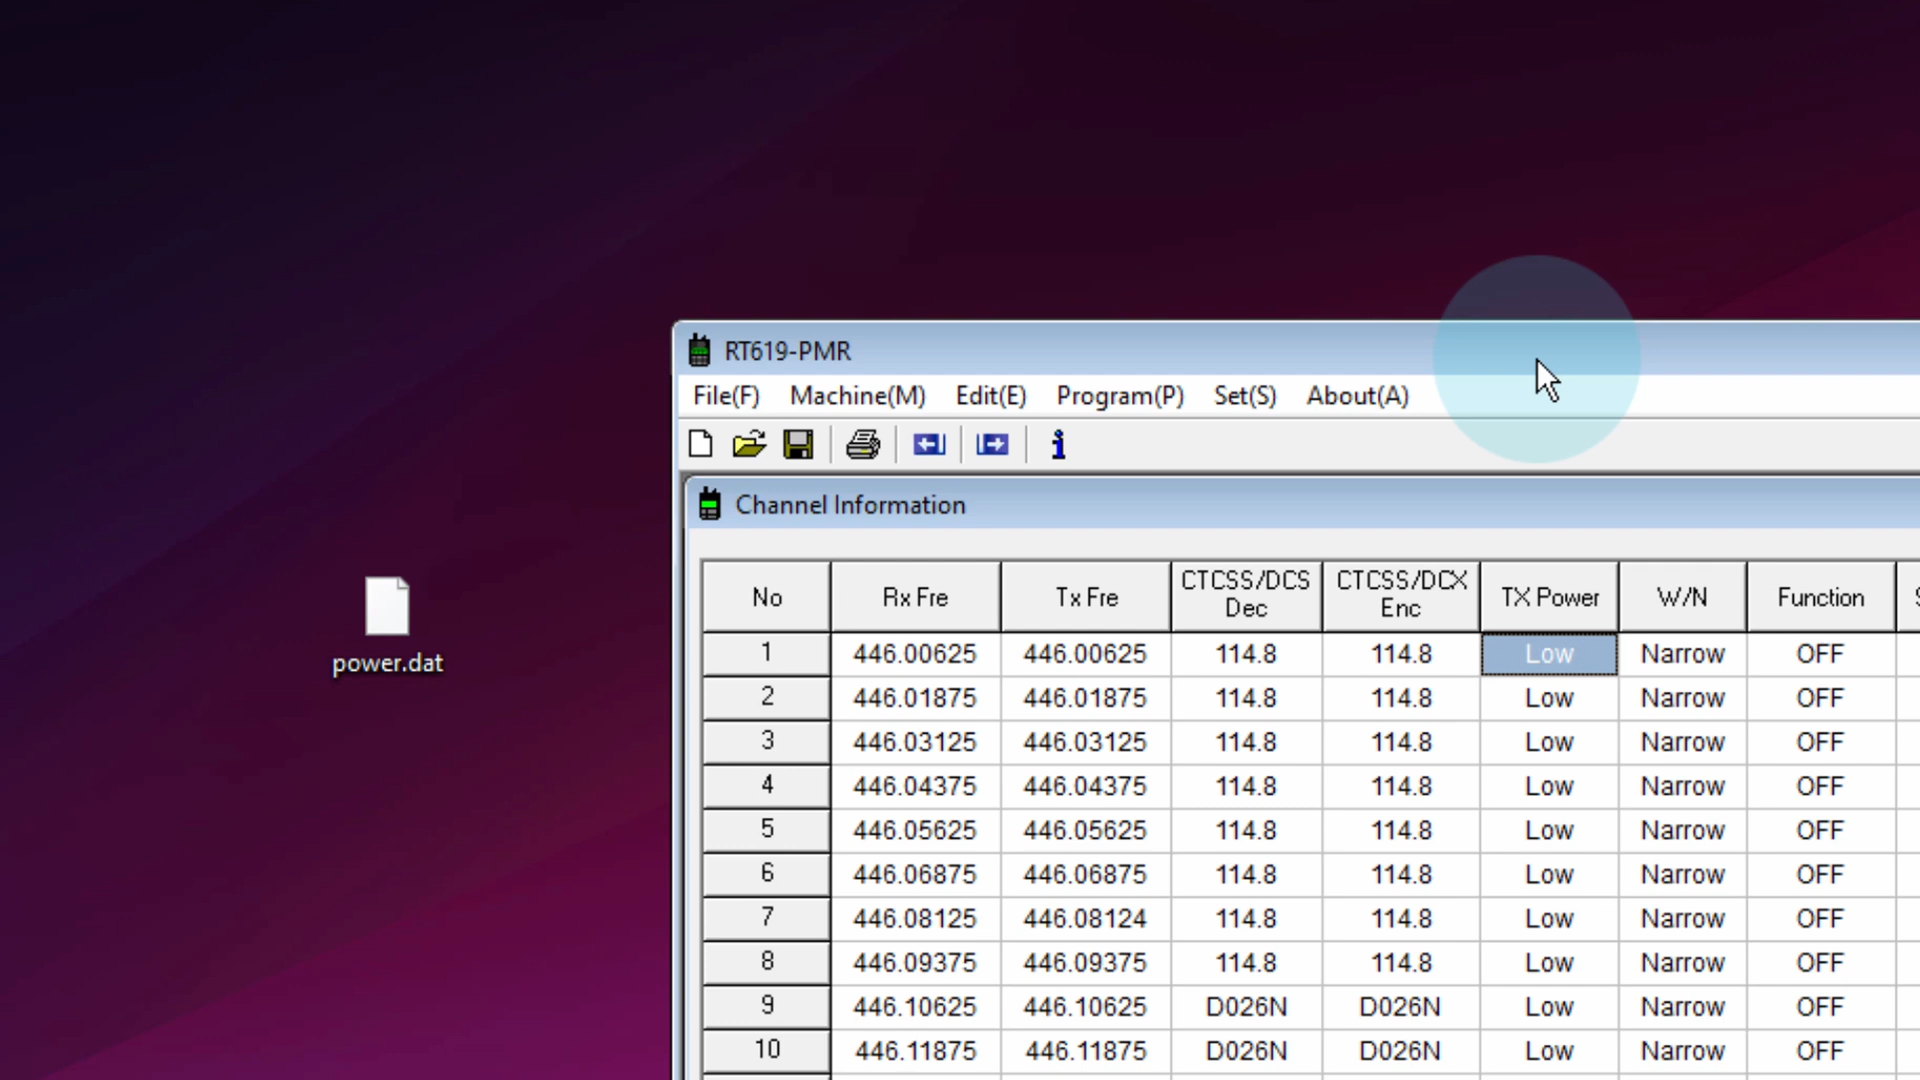 RT619-PMR
File(F) Machine(M) Edit(E) Program(P) Set(S) About(A)
Channel Information
No Rx Fre Tx Fre CTCSS/DCS Dec CTCSS/DCX Enc TX Power W/N Function
1 446.00625 446.00625 114.8 114.8 Low Narrow OFF
2 446.01875 446.01875 114.8 114.8 Low Narrow OFF
3 446.03125 446.03125 114.8 114.8 Low Narrow OFF
power.dat
4 446.04375 446.04375 114.8 114.8 Low Narrow OFF
5 446.05625 446.05625 114.8 114.8 Low Narrow OFF
6 446.06875 446.06875 114.8 114.8 Low Narrow OFF
7 446.08125 446.08124 114.8 114.8 Low Narrow OFF
8 446.09375 446.09375 114.8 114.8 Low Narrow OFF
9 446.10625 446.10625 D026N D026N Low Narrow OFF
10 446.11875 446.11875 D026N D026N Low Narrow OFF